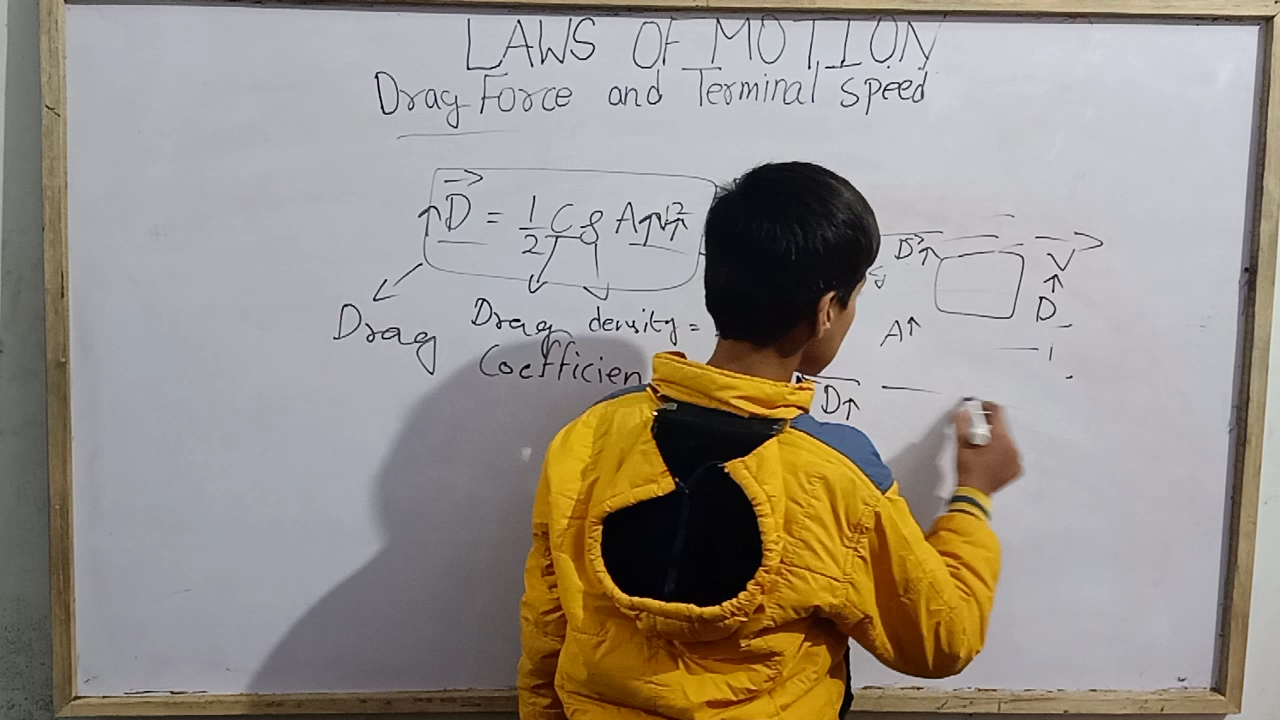 LAWS OF MOTION
Drag Force and Terminal speed
↑D⃗ = 1/2 C ρ A↑v²↑
D⃗↑ v
A↑ D
Drag Drag density =
Coefficien
D↑